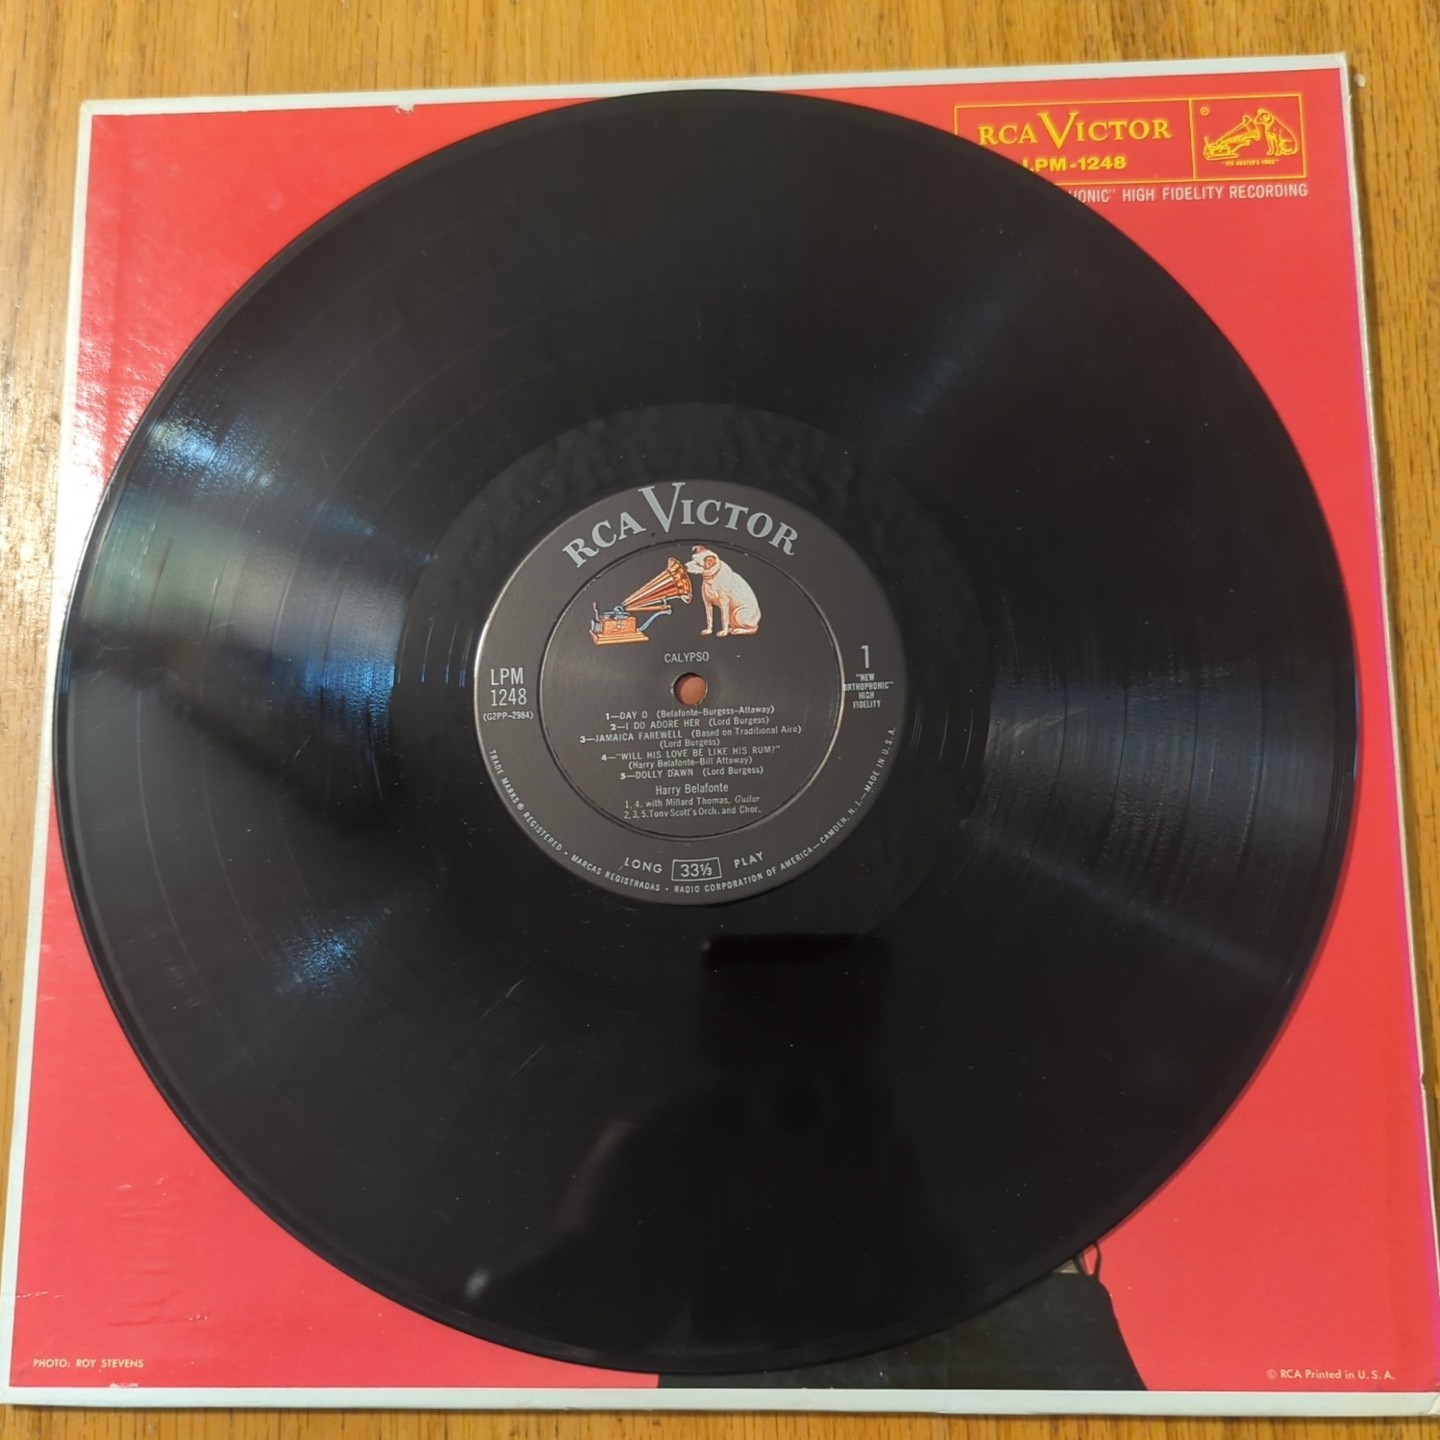 RCA VICTOR
LPM-1248
"HIS MASTER'S VOICE"
HIGH FIDELITY RECORDING
RCA VICTOR
CALYPSO
LPM
1248
(G2PP-2984)
1
"NEW
ORTHOPHONIC"
HIGH
FIDELITY
1—DAY O (Belafonte-Burgess-Attaway)
2—I DO ADORE HER (Lord Burgess)
3—JAMAICA FAREWELL (Based on Traditional Aire)
(Lord Burgess)
4—"WILL HIS LOVE BE LIKE HIS RUM?"
(Harry Belafonte-Bill Attaway)
5—DOLLY DAWN (Lord Burgess)
Harry Belafonte
1, 4. with Millard Thomas, Guitar
2, 3, 5. Tony Scott's Orch. and Chor.
LONG 33⅓ PLAY
TRADE MARKS ® REGISTERED • MARCAS REGISTRADAS • RADIO CORPORATION OF AMERICA—CAMDEN, N. J.—MADE IN U. S. A.
PHOTO: ROY STEVENS
© RCA Printed in U. S. A.